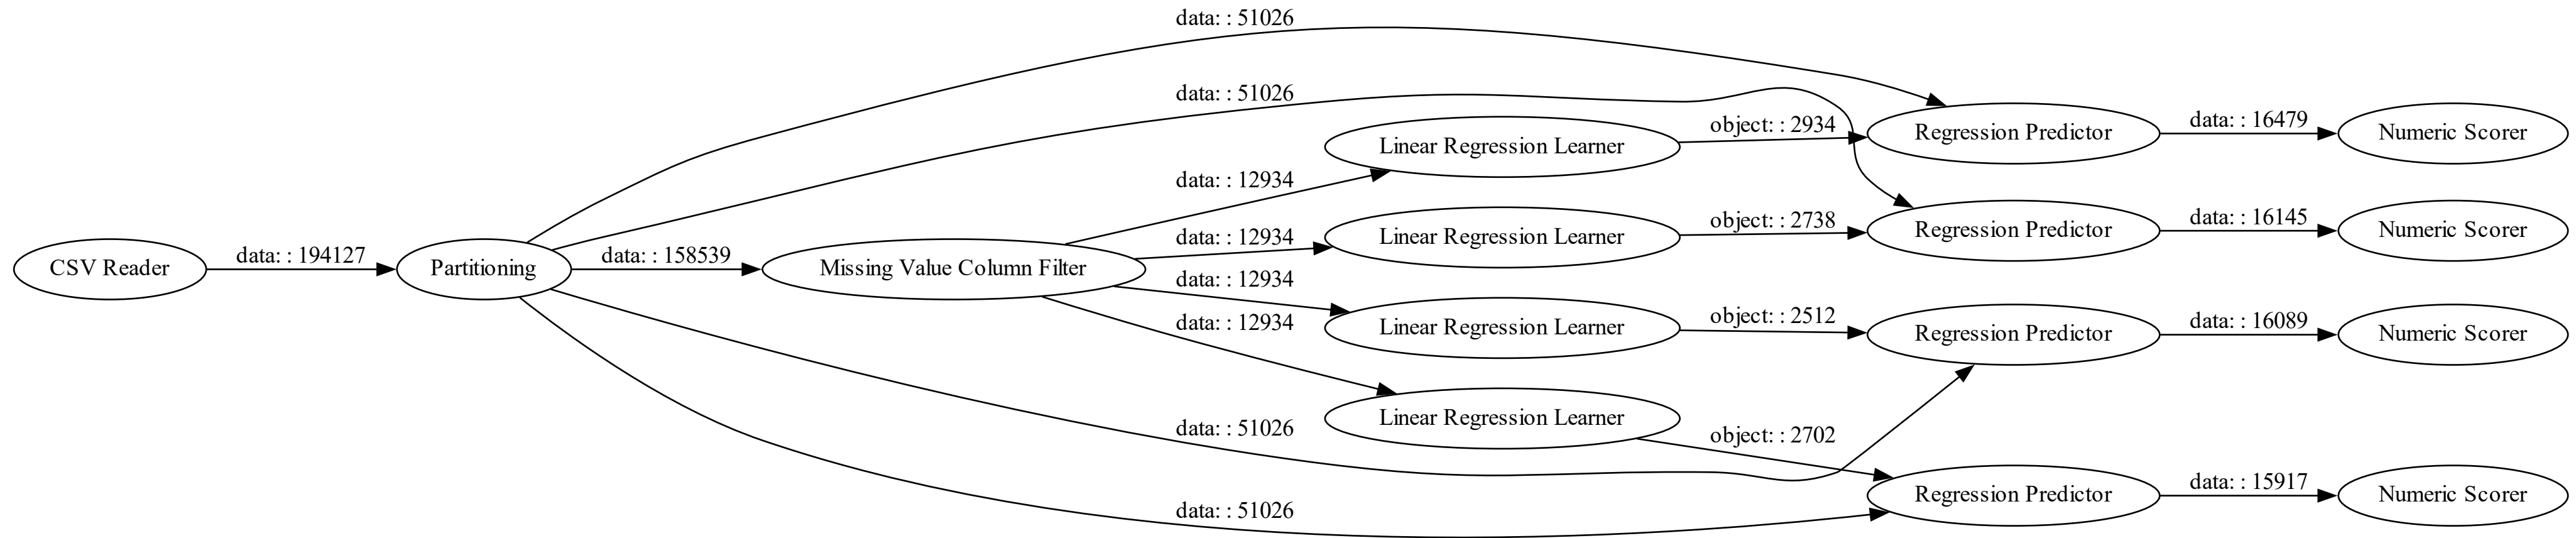 data: : 51026
data: : 51026
Linear Regression Learner
object: : 2934
Regression Predictor
data: : 16479
Numeric Scorer
data: : 12934
CSV Reader
data: : 194127
Partitioning
data: : 158539
Missing Value Column Filter
data: : 12934
Linear Regression Learner
object: : 2738
Regression Predictor
data: : 16145
Numeric Scorer
data: : 12934
Linear Regression Learner
object: : 2512
Regression Predictor
data: : 16089
Numeric Scorer
data: : 12934
Linear Regression Learner
object: : 2702
data: : 51026
Regression Predictor
data: : 15917
Numeric Scorer
data: : 51026